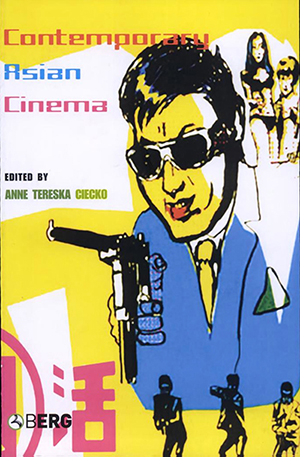 Contemporary
Asian
Cinema
EDITED BY
ANNE TERESKA CIECKO
活
BERG